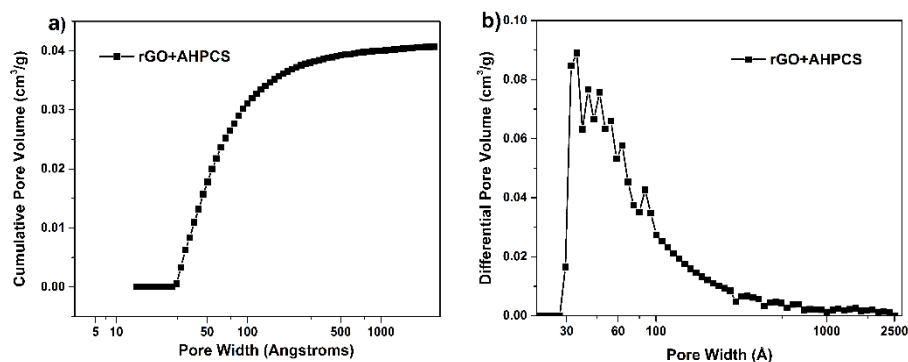 a)
rGO+AHPCS
Cumulative Pore Volume (cm³/g)
0.04
0.03
0.02
0.01
0.00
5 10 50 100 500 1000
Pore Width (Angstroms)
b)
rGO+AHPCS
Differential Pore Volume (cm³/g)
0.10
0.08
0.06
0.04
0.02
0.00
30 60 100 1000 2500
Pore Width (Å)